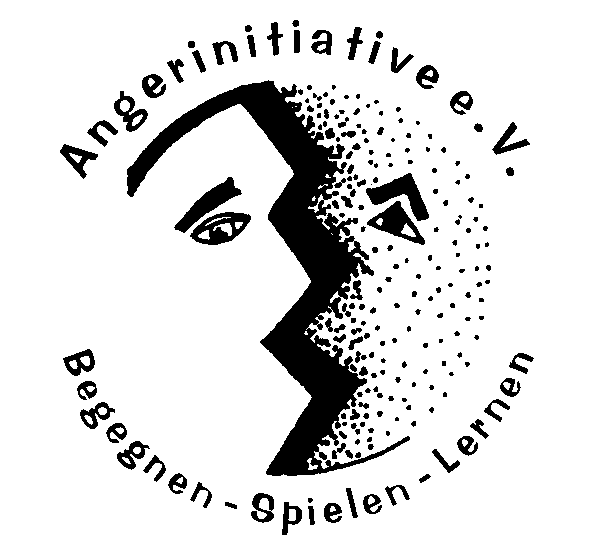 Angerinitiative e.V.
Begegnen - Spielen - Lernen